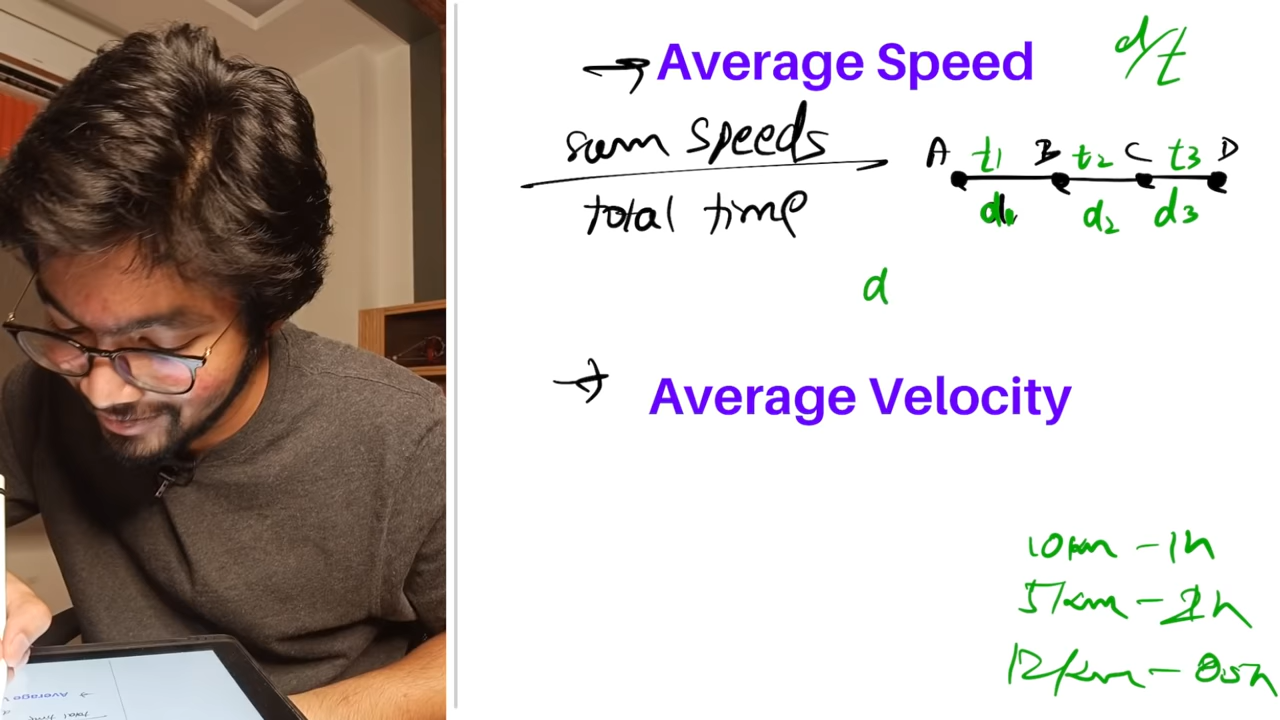 → Average Speed d/t
sum speeds
total time
A t1 B t2 C t3 D
d1 d2 d3
d
→ Average Velocity
10km - 1h
5km - 2h
12km - 0.5h